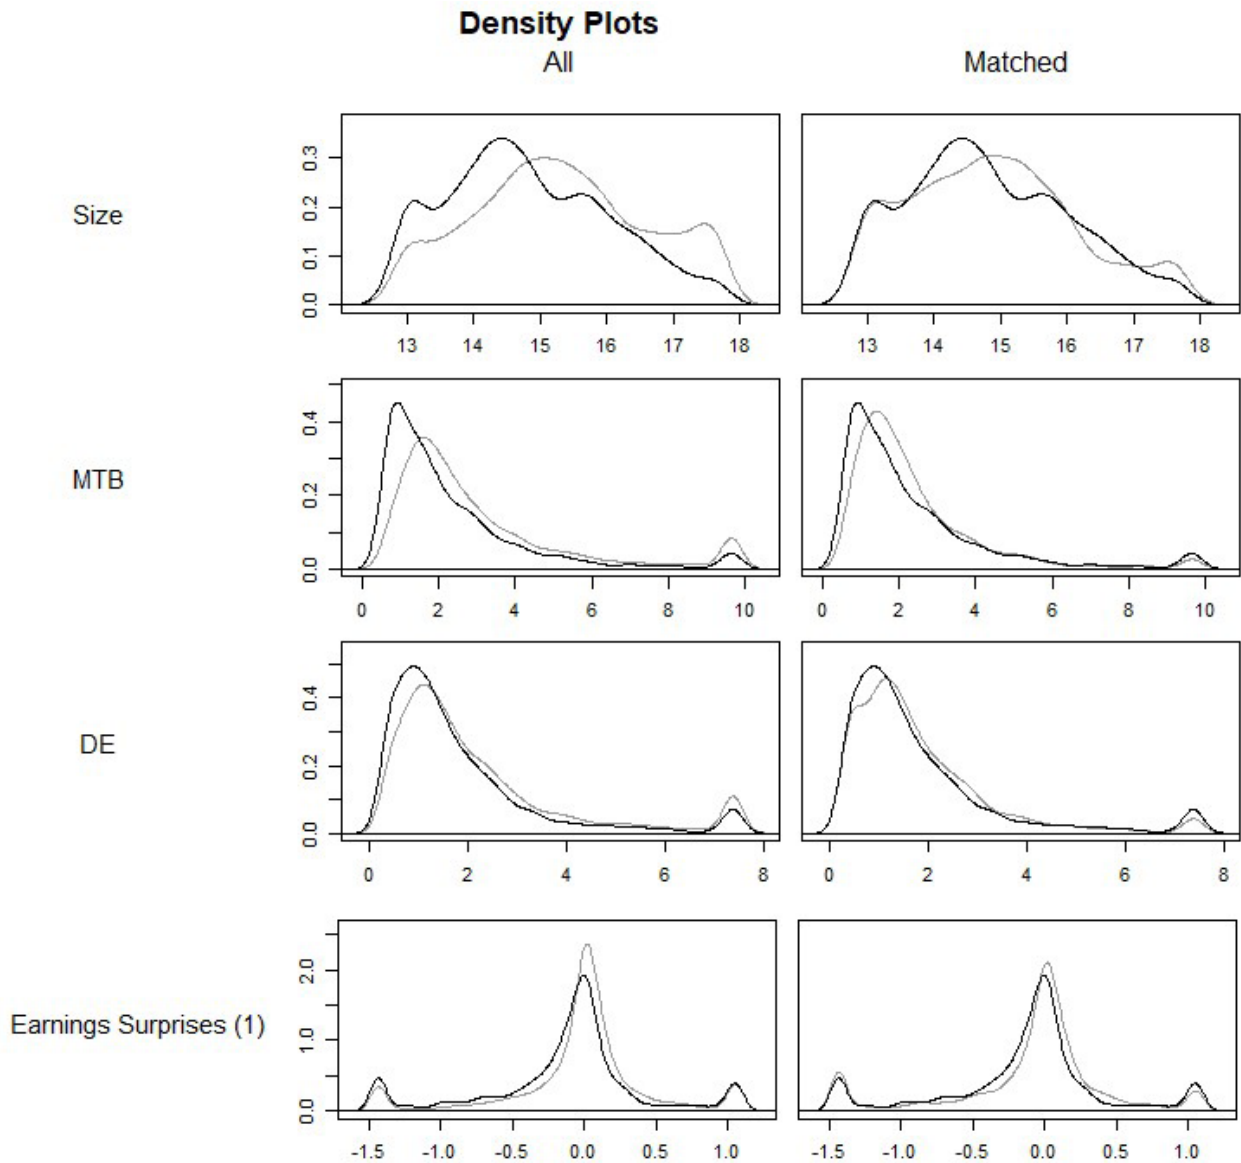 Density Plots
All Matched
Size
0.0 0.1 0.2 0.3
13 14 15 16 17 18 13 14 15 16 17 18
MTB
0.0 0.2 0.4
0 2 4 6 8 10 0 2 4 6 8 10
DE
0.0 0.2 0.4
0 2 4 6 8 0 2 4 6 8
Earnings Surprises (1)
0.0 1.0 2.0
-1.5 -1.0 -0.5 0.0 0.5 1.0 -1.5 -1.0 -0.5 0.0 0.5 1.0